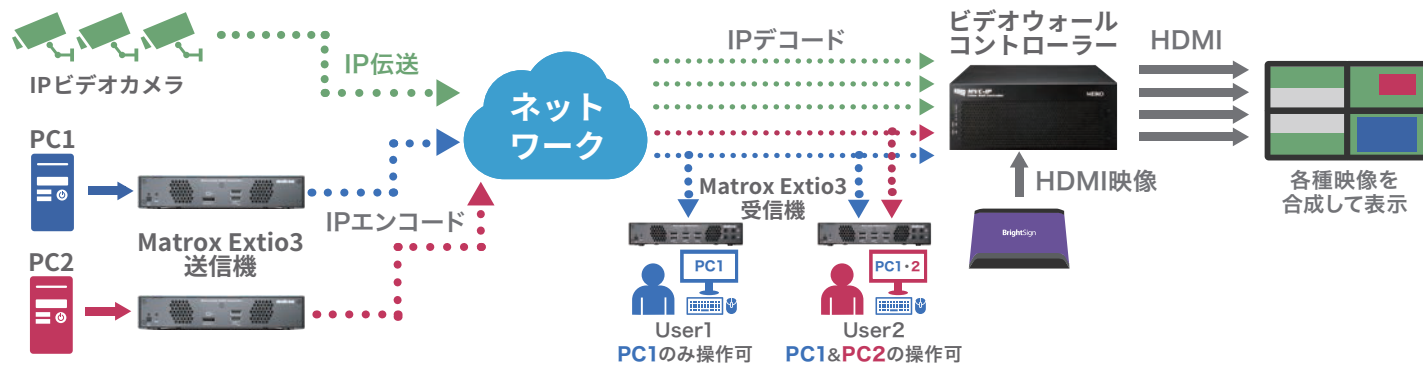 IPビデオカメラ
IP伝送
PC1
PC2
Matrox Extio3
送信機
IPエンコード
ネット
ワーク
IPデコード
Matrox Extio3
受信機
PC1
User1
PC1のみ操作可
PC1・2
User2
PC1&PC2の操作可
ビデオウォール
コントローラー
HDMI映像
BrightSign
HDMI
各種映像を
合成して表示